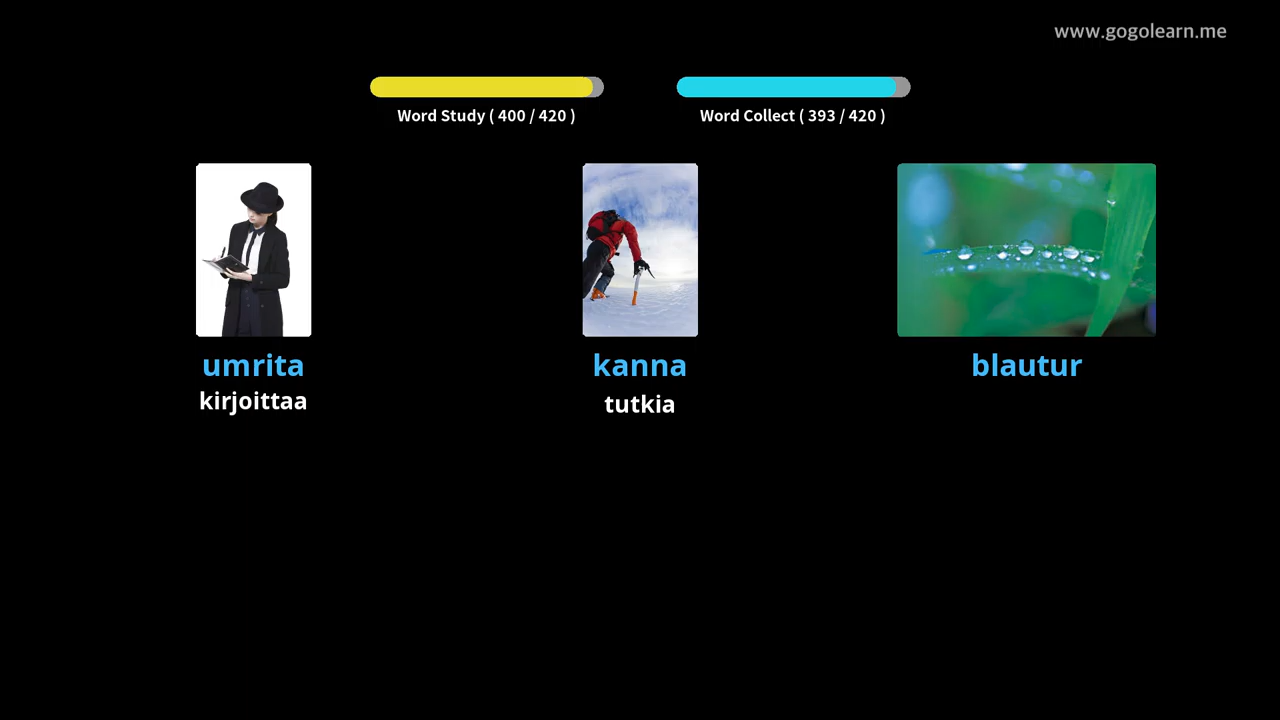 www.gogolearn.me
Word Study ( 400 / 420 )
Word Collect ( 393 / 420 )
umrita
kanna
blautur
kirjoittaa
tutkia